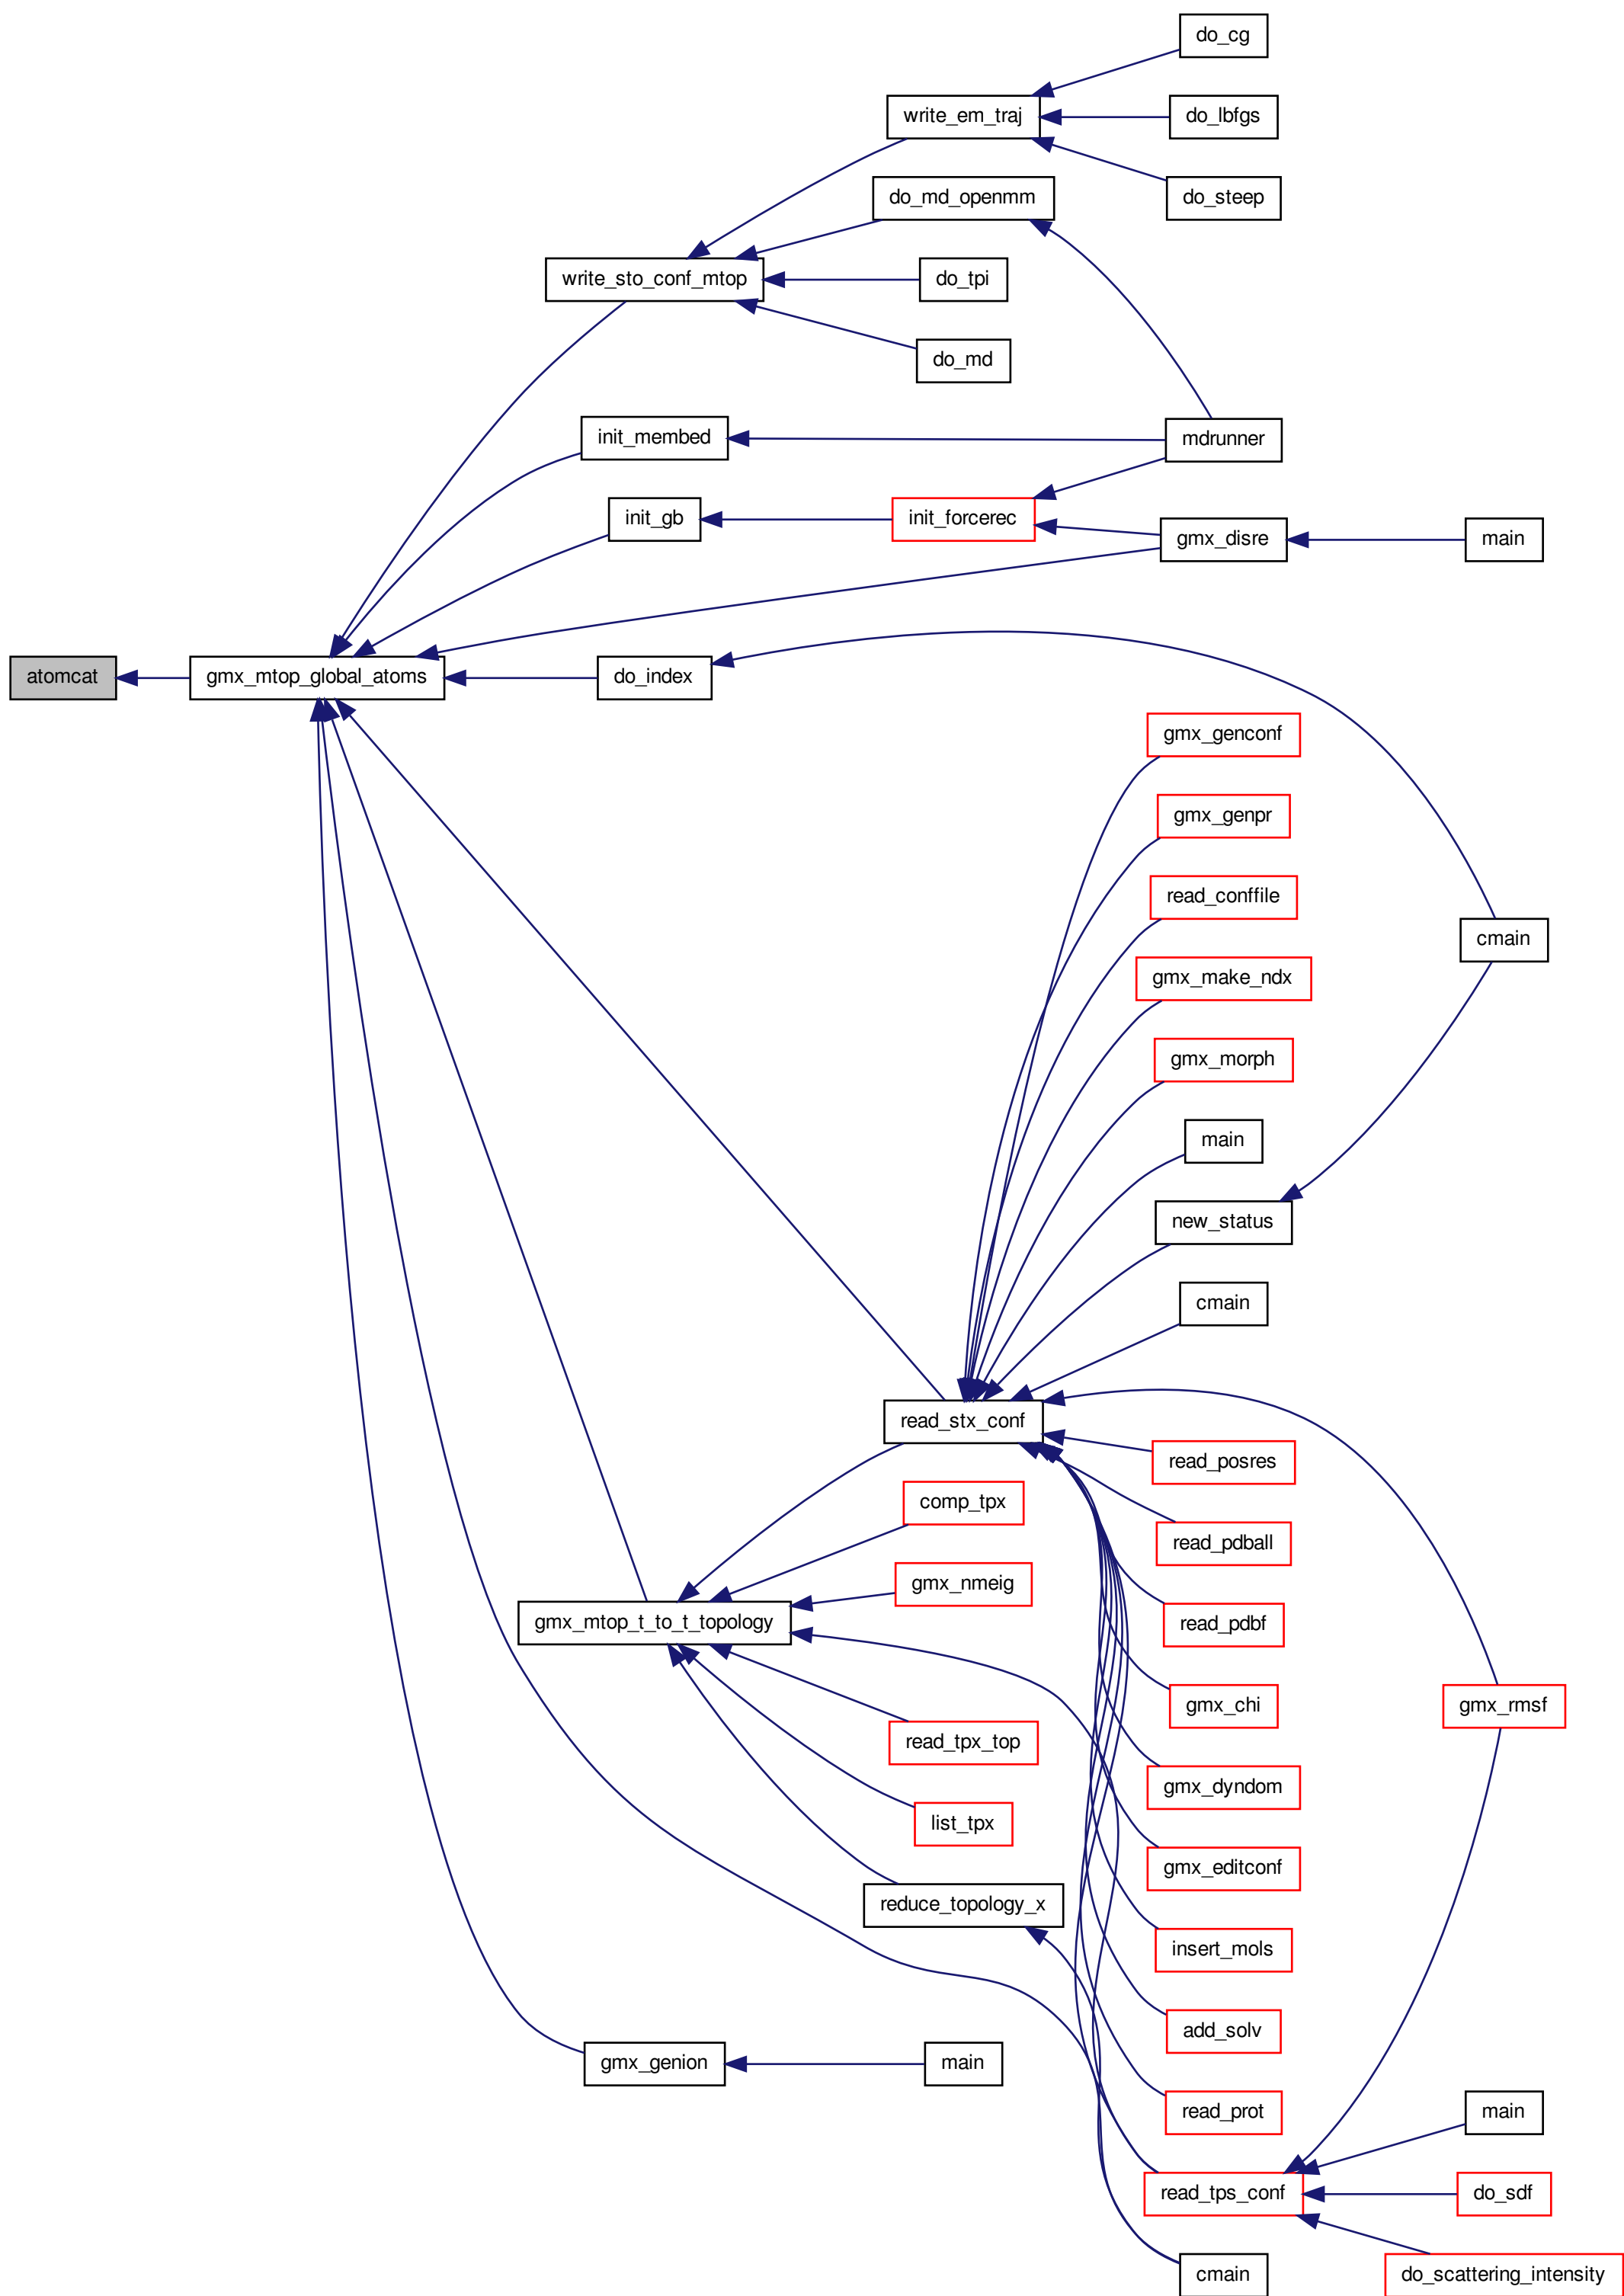 do_cg
write_em_traj
do_lbfgs
do_steep
do_md_openmm
write_sto_conf_mtop
do_tpi
do_md
init_membed
mdrunner
init_gb
init_forcerec
gmx_disre
main
atomcat
gmx_mtop_global_atoms
do_index
gmx_genconf
gmx_genpr
read_conffile
cmain
gmx_make_ndx
gmx_morph
main
new_status
cmain
read_stx_conf
read_posres
comp_tpx
read_pdball
gmx_nmeig
gmx_mtop_t_to_t_topology
read_pdbf
gmx_chi
gmx_rmsf
read_tpx_top
gmx_dyndom
list_tpx
gmx_editconf
reduce_topology_x
insert_mols
add_solv
gmx_genion
main
read_prot
main
read_tps_conf
do_sdf
cmain
do_scattering_intensity